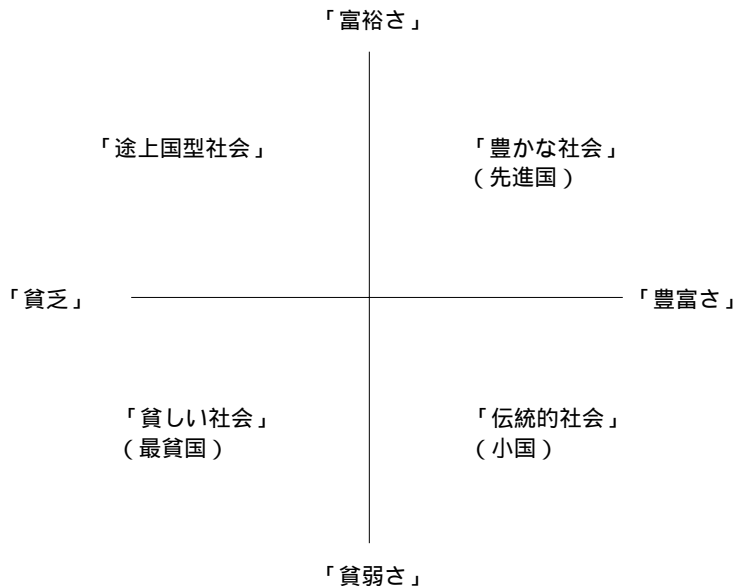 「富裕さ」
「途上国型社会」
「豊かな社会」
(先進国)
「貧乏」
「豊富さ」
「貧しい社会」
(最貧国)
「伝統的社会」
(小国)
「貧弱さ」